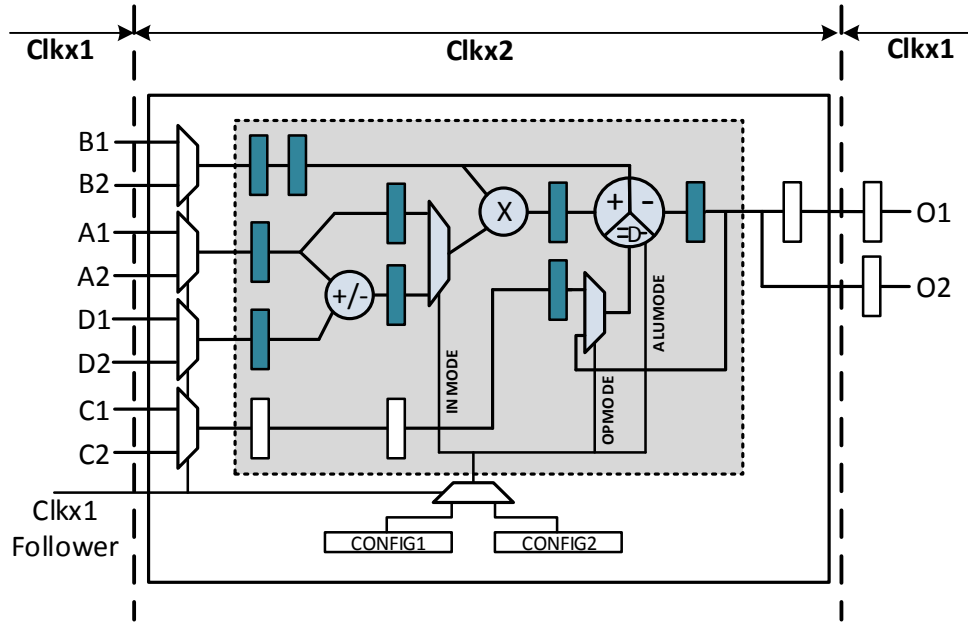 Clkx1
Clkx2
Clkx1
B1
B2
A1
A2
D1
D2
C1
C2
Clkx1
Follower
+/-
X
+ -
=D-
IN MODE
OPMODE
ALUMODE
CONFIG1
CONFIG2
O1
O2